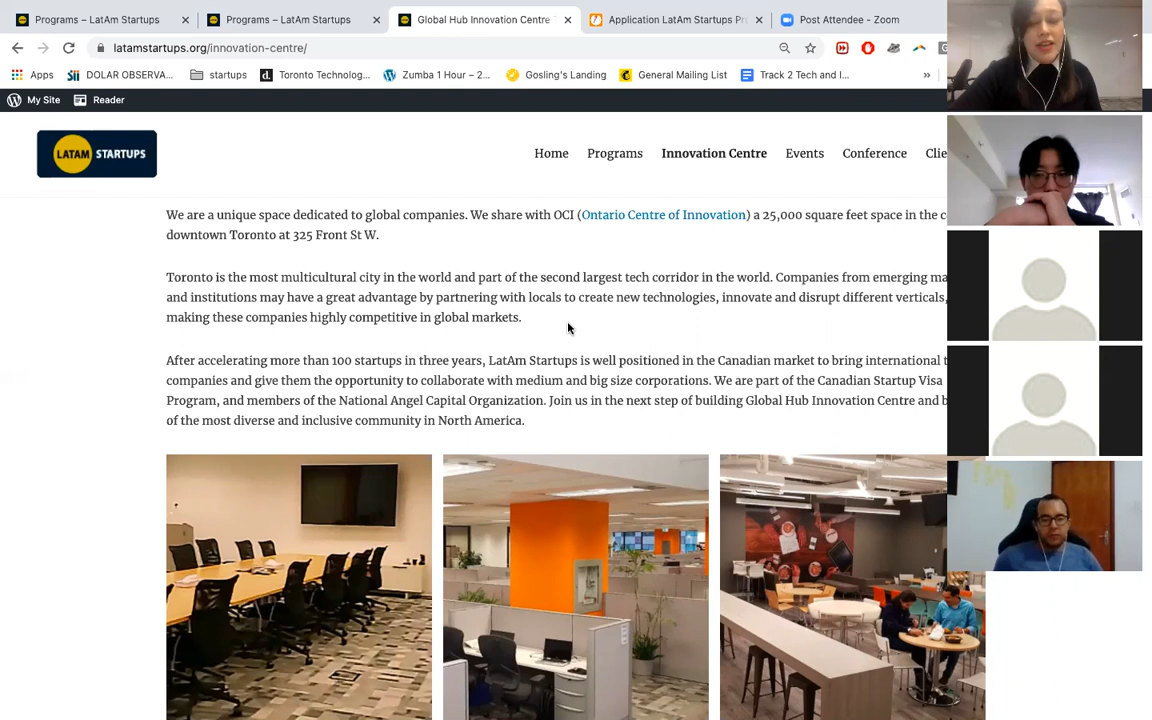 Programs – LatAm Startups
Programs – LatAm Startups
Global Hub Innovation Centre
Application LatAm Startups Pr
Post Attendee - Zoom
latamstartups.org/innovation-centre/
Apps
DOLAR OBSERVA...
startups
Toronto Technolog...
Zumba 1 Hour – 2...
Gosling's Landing
General Mailing List
Track 2 Tech and I...
»
My Site
Reader
LATAM STARTUPS
Home
Programs
Innovation Centre
Events
Conference
Clie
We are a unique space dedicated to global companies. We share with OCI (Ontario Centre of Innovation) a 25,000 square feet space in the c
downtown Toronto at 325 Front St W.
Toronto is the most multicultural city in the world and part of the second largest tech corridor in the world. Companies from emerging ma
and institutions may have a great advantage by partnering with locals to create new technologies, innovate and disrupt different verticals,
making these companies highly competitive in global markets.
After accelerating more than 100 startups in three years, LatAm Startups is well positioned in the Canadian market to bring international t
companies and give them the opportunity to collaborate with medium and big size corporations. We are part of the Canadian Startup Visa
Program, and members of the National Angel Capital Organization. Join us in the next step of building Global Hub Innovation Centre and b
of the most diverse and inclusive community in North America.